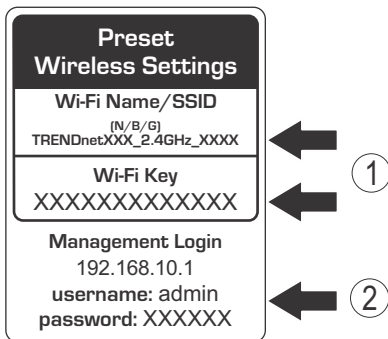 Preset
Wireless Settings
Wi-Fi Name/SSID
(N/B/G)
TRENDnetXXX_2.4GHz_XXXX
Wi-Fi Key
XXXXXXXXXXXXX
Management Login
192.168.10.1
username: admin
password: XXXXXX
1
2